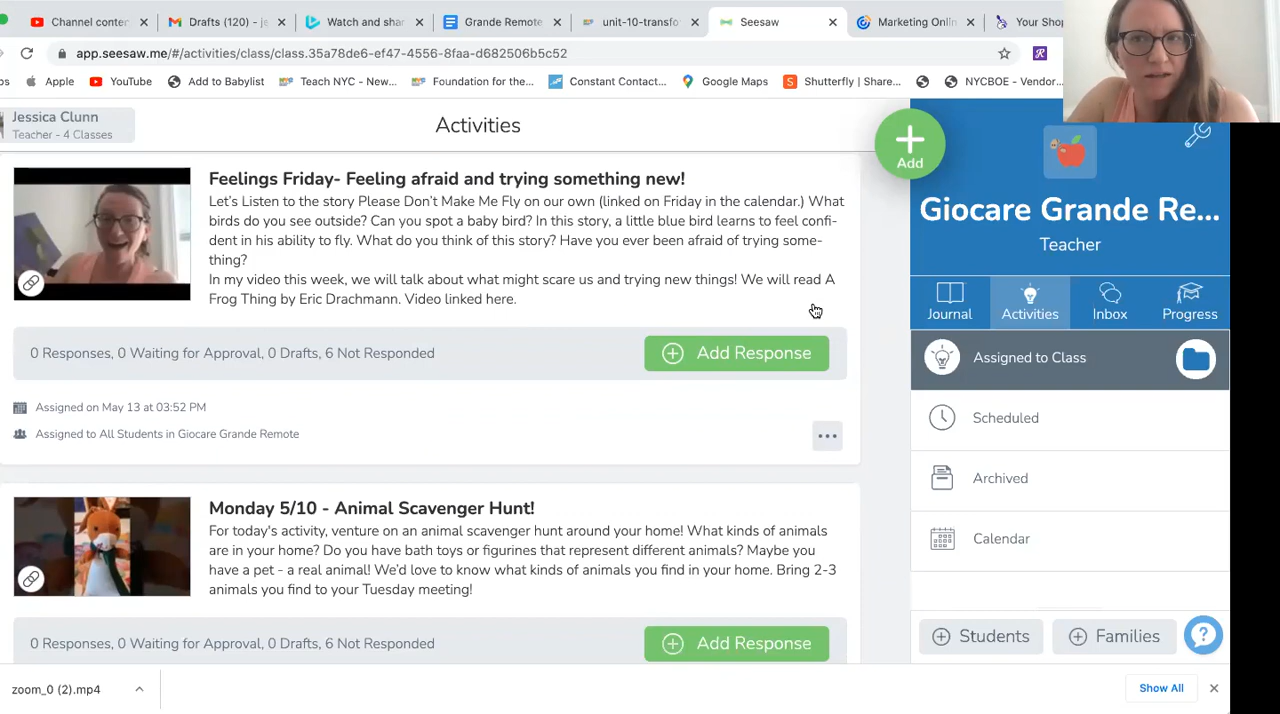 Channel conten
Drafts (120) - je
Watch and shar
Grande Remote
unit-10-transfo
Seesaw
Marketing Onli
Your Shop
app.seesaw.me/#/activities/class/class.35a78de6-ef47-4556-8faa-d682506b5c52
ps
Apple
YouTube
Add to Babylist
Teach NYC - New...
Foundation for the...
Constant Contact...
Google Maps
Shutterfly | Share...
NYCBOE - Vendor...
Jessica Clunn
Teacher - 4 Classes
Activities
Add
Feelings Friday- Feeling afraid and trying something new!
Let's Listen to the story Please Don't Make Me Fly on our own (linked on Friday in the calendar.) What
birds do you see outside? Can you spot a baby bird? In this story, a little blue bird learns to feel confi-
dent in his ability to fly. What do you think of this story? Have you ever been afraid of trying some-
thing?
In my video this week, we will talk about what might scare us and trying new things! We will read A
Frog Thing by Eric Drachmann. Video linked here.
0 Responses, 0 Waiting for Approval, 0 Drafts, 6 Not Responded
Add Response
Assigned on May 13 at 03:52 PM
Assigned to All Students in Giocare Grande Remote
Monday 5/10 - Animal Scavenger Hunt!
For today's activity, venture on an animal scavenger hunt around your home! What kinds of animals
are in your home? Do you have bath toys or figurines that represent different animals? Maybe you
have a pet - a real animal! We'd love to know what kinds of animals you find in your home. Bring 2-3
animals you find to your Tuesday meeting!
0 Responses, 0 Waiting for Approval, 0 Drafts, 6 Not Responded
Add Response
Giocare Grande Re...
Teacher
Journal
Activities
Inbox
Progress
Assigned to Class
Scheduled
Archived
Calendar
Students
Families
zoom_0 (2).mp4
Show All